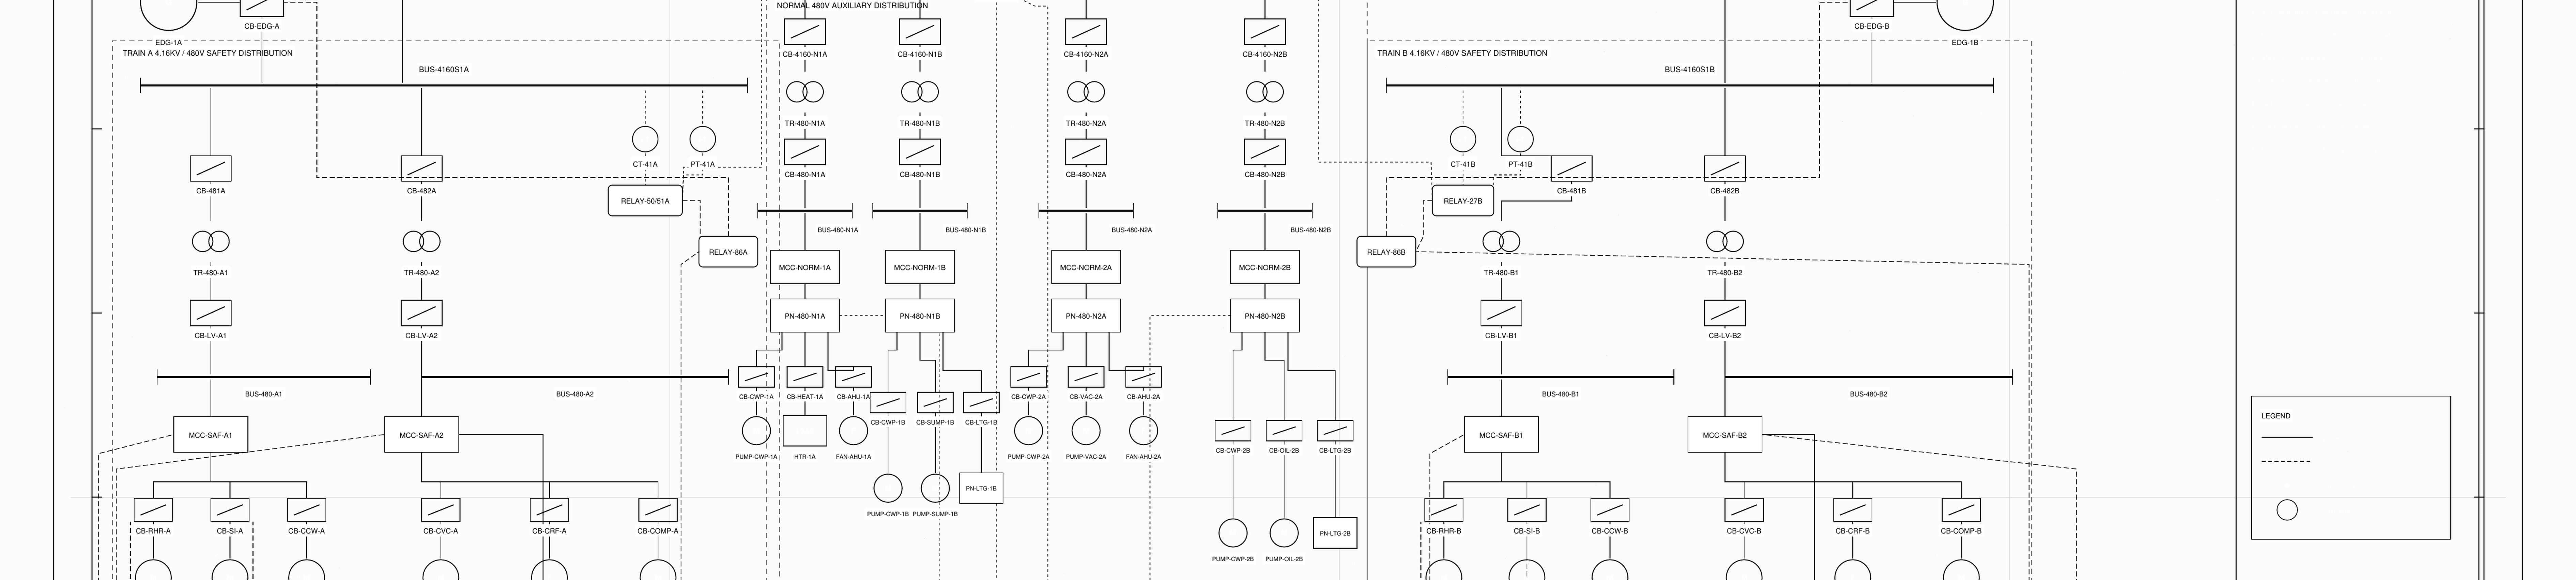 NORMAL 480V AUXILIARY DISTRIBUTION
CB-EDG-A
CB-EDG-B
EDG-1A
EDG-1B
TRAIN A 4.16KV / 480V SAFETY DISTRIBUTION
CB-4160-N1A
CB-4160-N1B
CB-4160-N2A
CB-4160-N2B
TRAIN B 4.16KV / 480V SAFETY DISTRIBUTION
BUS-4160S1A
BUS-4160S1B
TR-480-N1A
TR-480-N1B
TR-480-N2A
TR-480-N2B
CT-41A
PT-41A
CT-41B
PT-41B
CB-480-N1A
CB-480-N1B
CB-480-N2A
CB-480-N2B
CB-481A
CB-482A
CB-481B
CB-482B
RELAY-50/51A
RELAY-27B
BUS-480-N1A
BUS-480-N1B
BUS-480-N2A
BUS-480-N2B
RELAY-86A
RELAY-86B
MCC-NORM-1A
MCC-NORM-1B
MCC-NORM-2A
MCC-NORM-2B
TR-480-A1
TR-480-A2
TR-480-B1
TR-480-B2
PN-480-N1A
PN-480-N1B
PN-480-N2A
PN-480-N2B
CB-LV-A1
CB-LV-A2
CB-LV-B1
CB-LV-B2
BUS-480-A1
BUS-480-A2
CB-CWP-1A
CB-HEAT-1A
CB-AHU-1A
CB-CWP-2A
CB-VAC-2A
CB-AHU-2A
BUS-480-B1
BUS-480-B2
LEGEND
CB-CWP-1B
CB-SUMP-1B
CB-LTG-1B
MCC-SAF-A1
MCC-SAF-A2
MCC-SAF-B1
MCC-SAF-B2
CB-CWP-2B
CB-OIL-2B
CB-LTG-2B
PUMP-CWP-1A
HTR-1A
FAN-AHU-1A
PUMP-CWP-2A
PUMP-VAC-2A
FAN-AHU-2A
PN-LTG-1B
PUMP-CWP-1B
PUMP-SUMP-1B
CB-RHR-A
CB-SI-A
CB-CCW-A
CB-CVC-A
CB-CRF-A
CB-COMP-A
PN-LTG-2B
CB-RHR-B
CB-SI-B
CB-CCW-B
CB-CVC-B
CB-CRF-B
CB-COMP-B
PUMP-CWP-2B
PUMP-OIL-2B